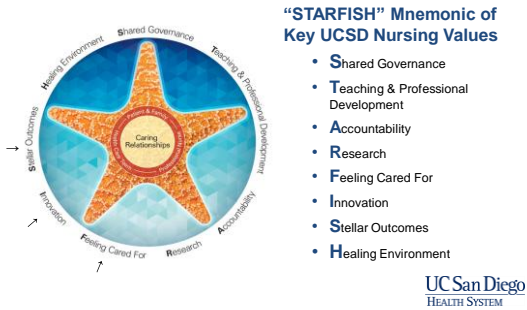 Shared Governance
Teaching & Professional Development
Accountability
Research
Feeling Cared For
Innovation
Stellar Outcomes
Healing Environment
Patient & Family
Caring
Relationships
“STARFISH” Mnemonic of
Key UCSD Nursing Values
• Shared Governance
• Teaching & Professional
Development
• Accountability
• Research
• Feeling Cared For
• Innovation
• Stellar Outcomes
• Healing Environment
UC San Diego
HEALTH SYSTEM